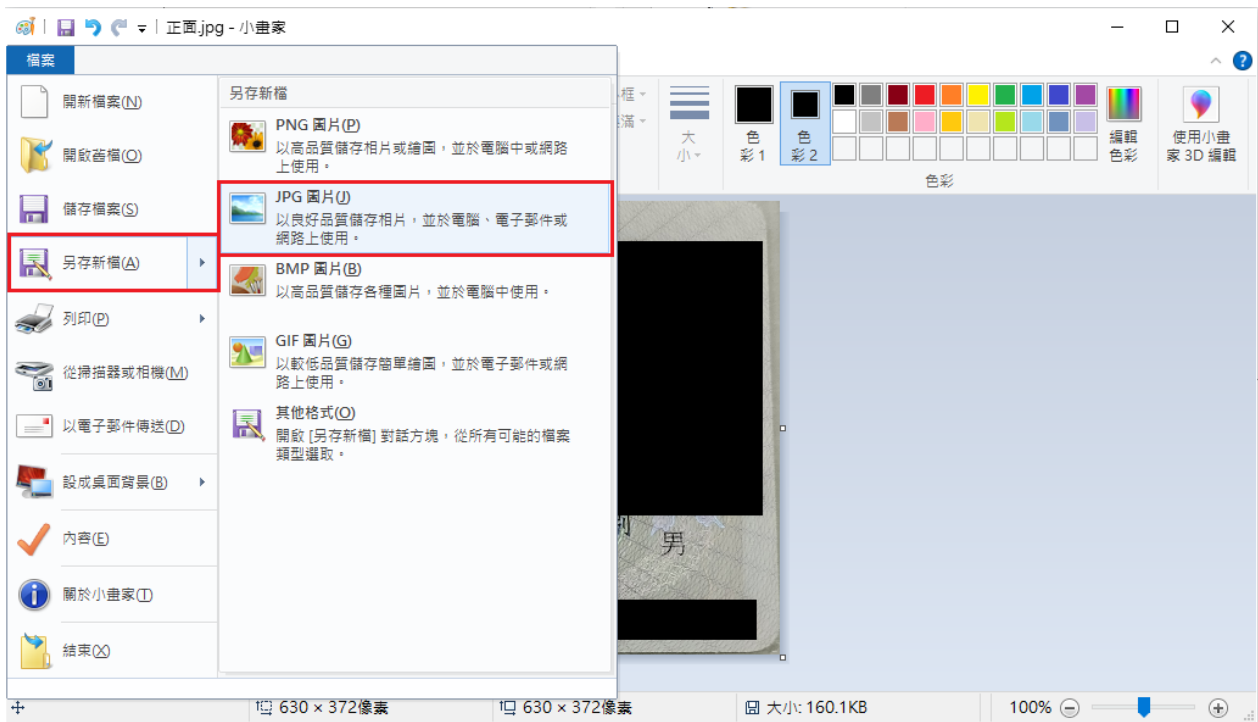 正面.jpg - 小畫家
檔案
開新檔案(N)
開啟舊檔(O)
儲存檔案(S)
另存新檔(A)
列印(P)
從掃描器或相機(M)
以電子郵件傳送(D)
設成桌面背景(B)
內容(E)
關於小畫家(T)
結束(X)
另存新檔
PNG 圖片(P)
以高品質儲存相片或繪圖，並於電腦中或網路
上使用。
JPG 圖片(J)
以良好品質儲存相片，並於電腦、電子郵件或
網路上使用。
BMP 圖片(B)
以高品質儲存各種圖片，並於電腦中使用。
GIF 圖片(G)
以較低品質儲存簡單繪圖，並於電子郵件或網
路上使用。
其他格式(O)
開啟 [另存新檔] 對話方塊，從所有可能的檔案
類型選取。
框
滿
大
小
色
彩 1
色
彩 2
編輯
色彩
使用小畫
家 3D 編輯
色彩
男
630 × 372像素
630 × 372像素
大小: 160.1KB
100%